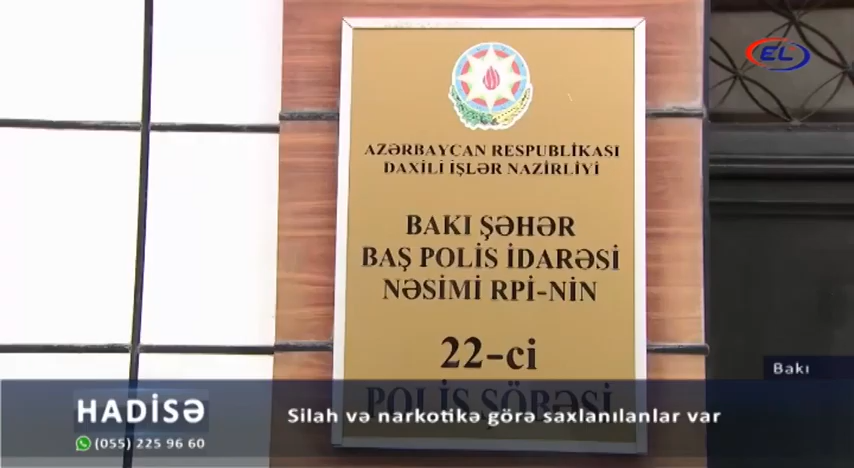 EL
AZƏRBAYCAN RESPUBLİKASI
DAXİLİ İŞLƏR NAZİRLİYİ
BAKI ŞƏHƏR
BAŞ POLİS İDARƏSİ
NƏSİMİ RPİ-NİN
22-ci
POLİS ŞÖBƏSİ
Bakı
HADİSƏ
Silah və narkotikə görə saxlanılanlar var
(055) 225 96 60